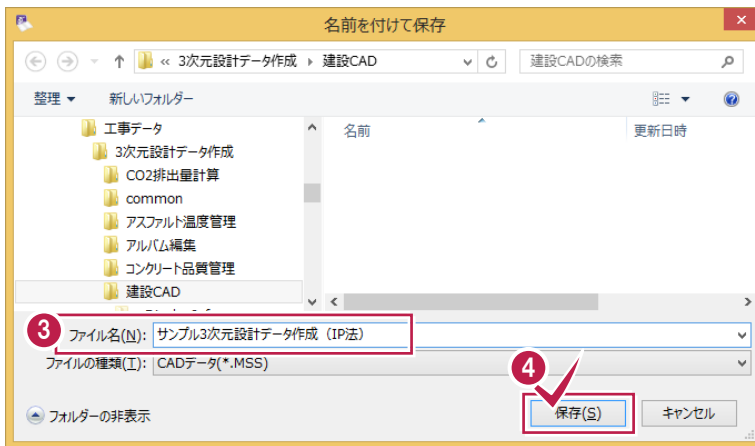 名前を付けて保存
« 3次元設計データ作成 建設CAD 建設CADの検索
整理 新しいフォルダー
工事データ 名前 更新日時
3次元設計データ作成
CO2排出量計算
common
アスファルト温度管理
アルバム編集
コンクリート品質管理
建設CAD
3 ファイル名(N): サンプル3次元設計データ作成（IP法）
ファイルの種類(T): CADデータ(*.MSS)
4
フォルダーの非表示 保存(S) キャンセル